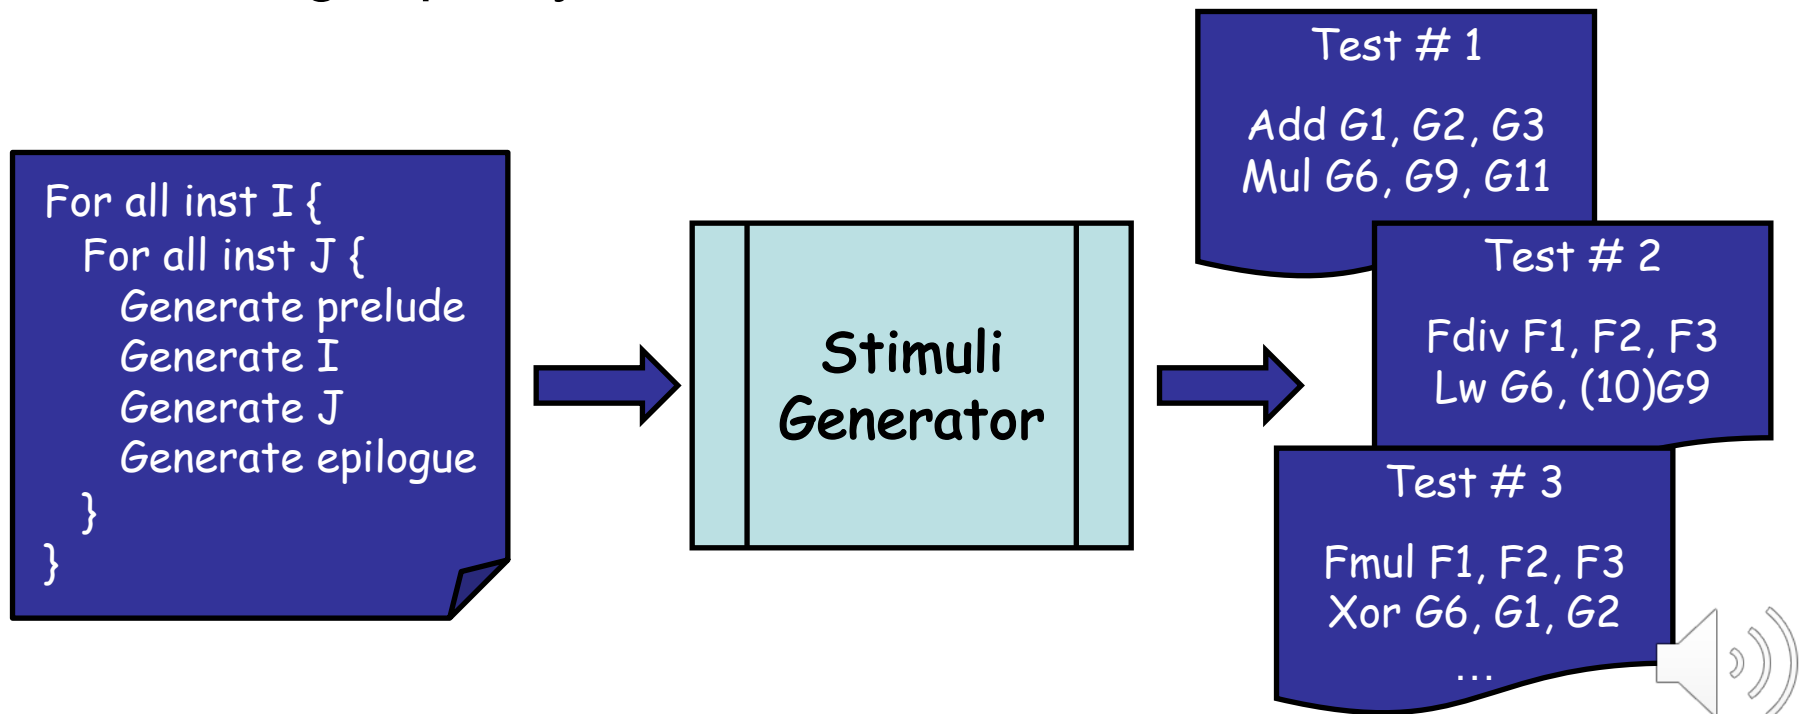 For all inst I {
For all inst J {
Generate prelude
Generate I
Generate J
Generate epilogue
}
}
Stimuli
Generator
Test # 1
Add G1, G2, G3
Mul G6, G9, G11
Test # 2
Fdiv F1, F2, F3
Lw G6, (10)G9
Test # 3
Fmul F1, F2, F3
Xor G6, G1, G2
...